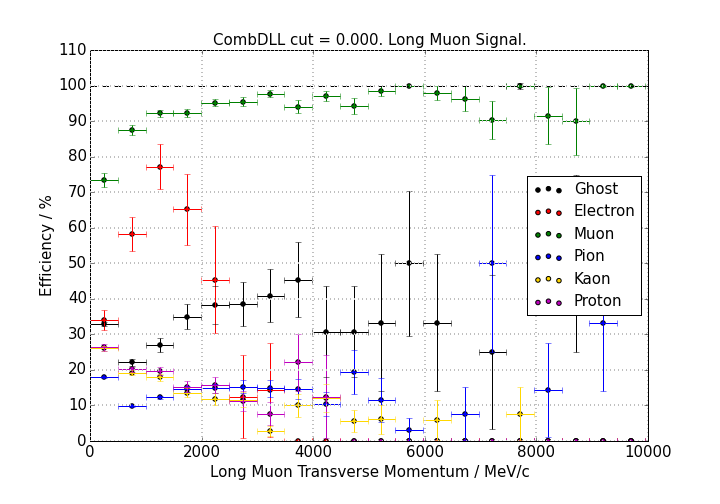 CombDLL cut = 0.000. Long Muon Signal.
110
100
90
80
70
60
50
40
30
20
10
0
Efficiency / %
Ghost
Electron
Muon
Pion
Kaon
Proton
0 2000 4000 6000 8000 10000
Long Muon Transverse Momentum / MeV/c